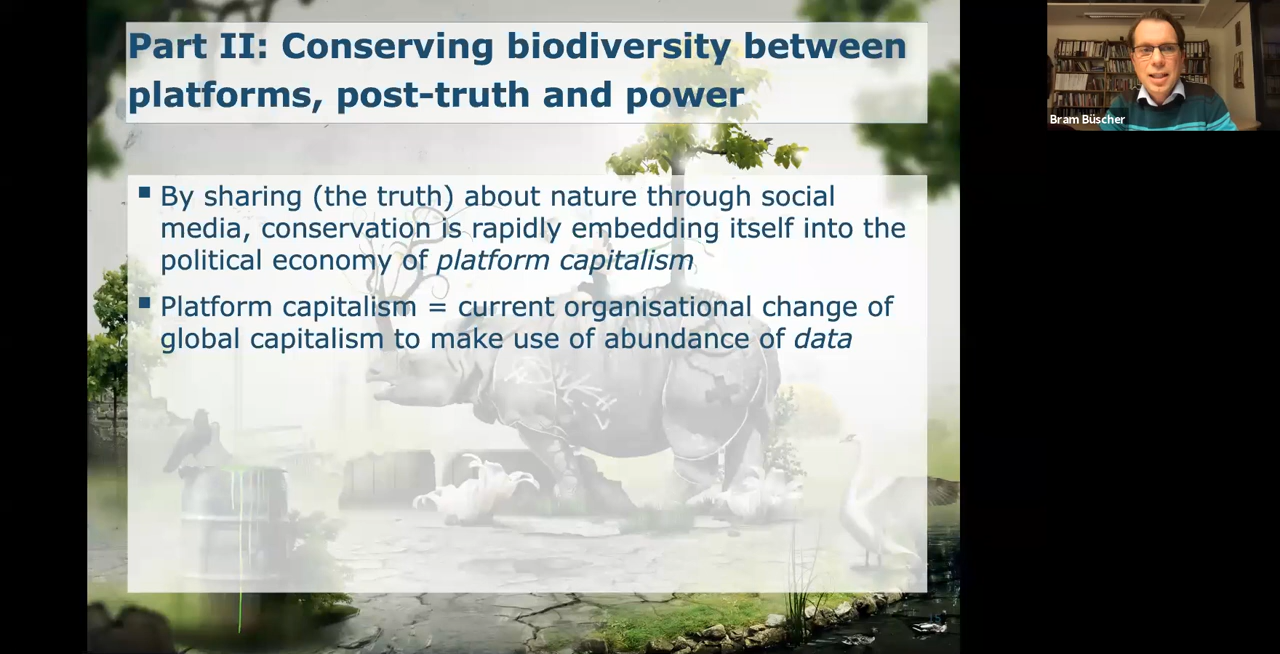 Part II: Conserving biodiversity between
platforms, post-truth and power
▪ By sharing (the truth) about nature through social
media, conservation is rapidly embedding itself into the
political economy of platform capitalism
▪ Platform capitalism = current organisational change of
global capitalism to make use of abundance of data
Bram Büscher